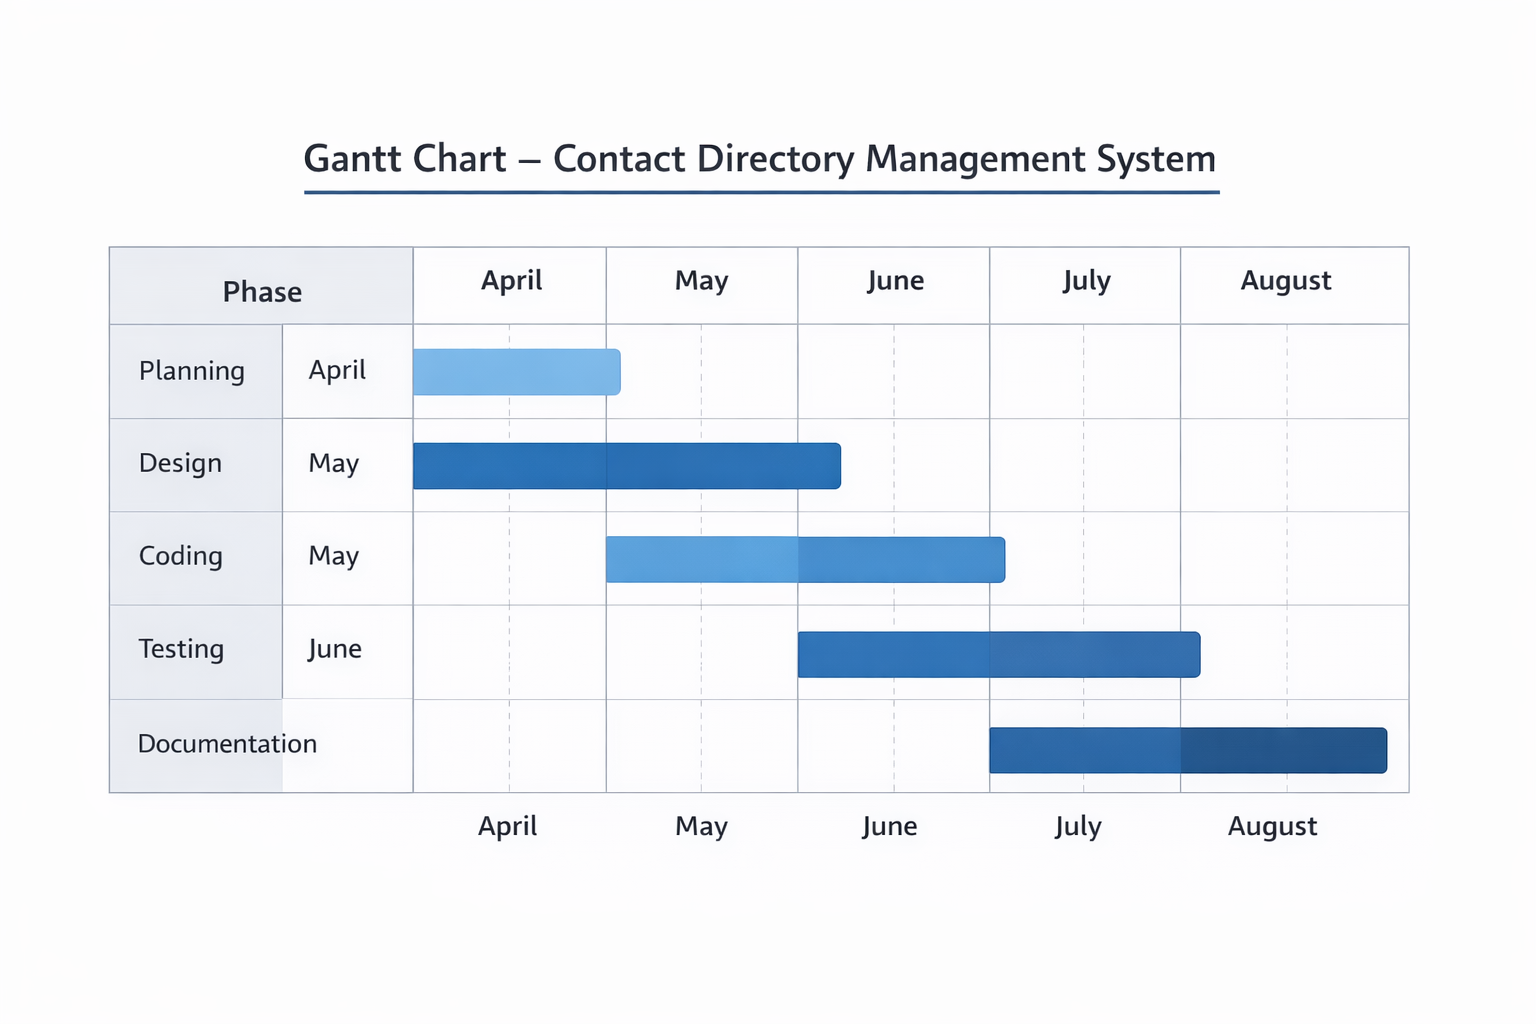 Gantt Chart – Contact Directory Management System
Phase April May June July August
Planning April
Design May
Coding May
Testing June
Documentation
April May June July August